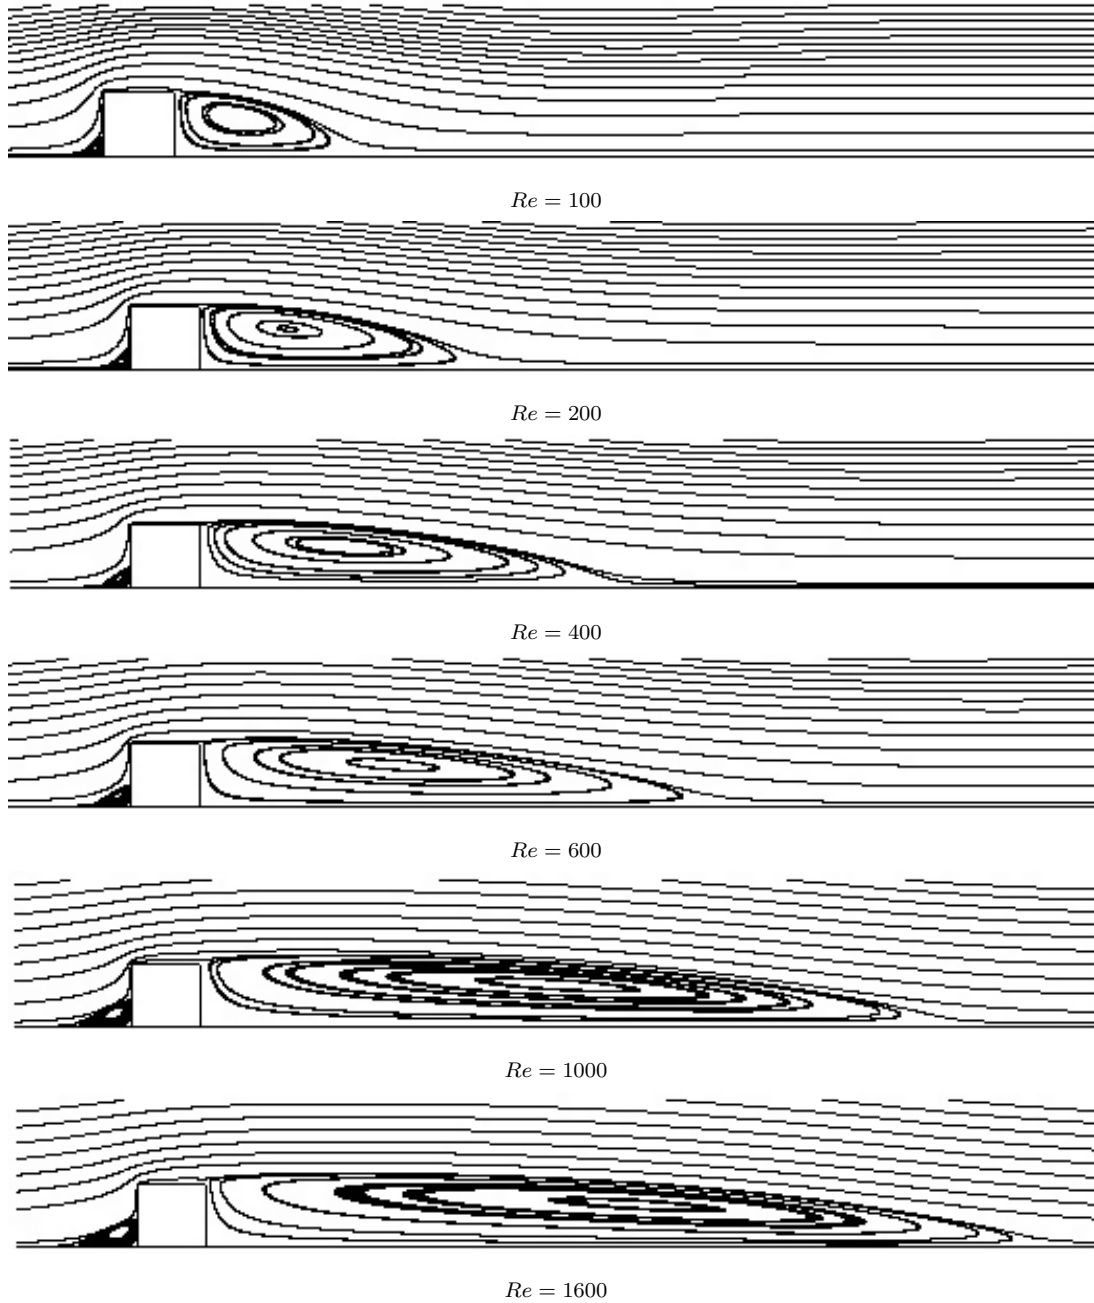 Re = 100
Re = 200
Re = 400
Re = 600
Re = 1000
Re = 1600